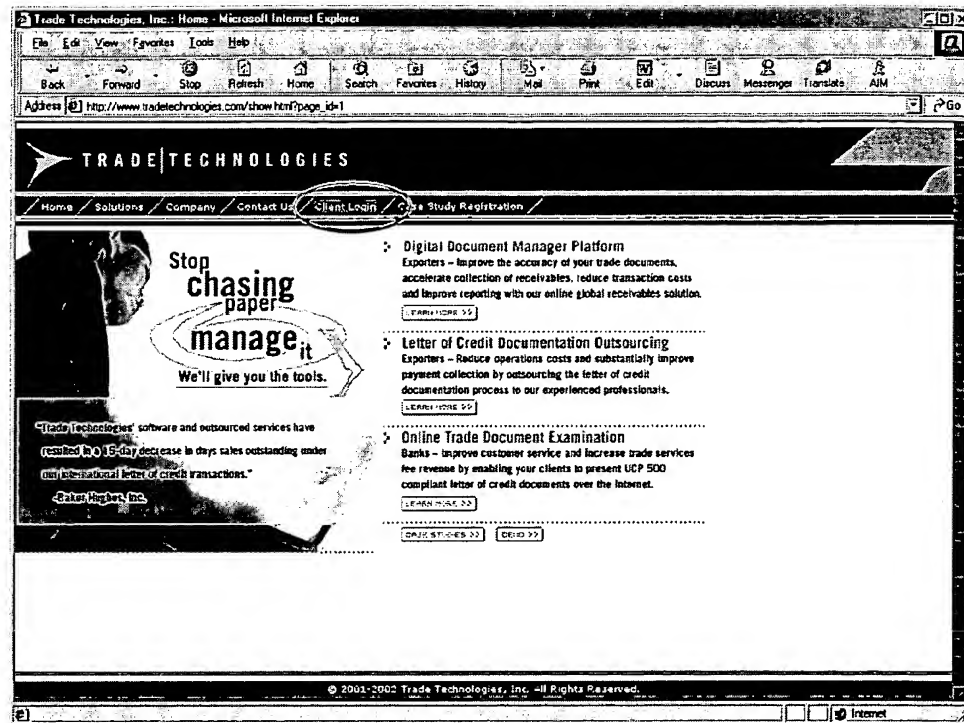 Trade Technologies, Inc.: Home - Microsoft Internet Explorer
File Edit View Favorites Tools Help
Back Forward Stop Refresh Home Search Favorites History Mail Print Edit Discuss Messenger Translate AIM
Address http://www.tradetechnologies.com/show.html?page_id=1 Go
TRADE TECHNOLOGIES
Home / Solutions / Company / Contact Us / Client Login / Case Study Registration /
Stop
chasing
paper
manage it
We'll give you the tools.
"Trade Technologies' software and outsourced services have
resulted in a 15-day decrease in days sales outstanding under
our international letter of credit transactions."
-Baker Hughes, Inc.
Digital Document Manager Platform
Exporters – Improve the accuracy of your trade documents,
accelerate collection of receivables, reduce transaction costs
and improve reporting with our online global receivables solution.
LEARN MORE >>
Letter of Credit Documentation Outsourcing
Exporters – Reduce operations costs and substantially improve
payment collection by outsourcing the letter of credit
documentation process to our experienced professionals.
LEARN MORE >>
Online Trade Document Examination
Banks – Improve customer service and increase trade services
fee revenue by enabling your clients to present UCP 500
compliant letter of credit documents over the Internet.
LEARN MORE >>
CASE STUDIES >> DEMO >>
© 2001-2002 Trade Technologies, Inc. All Rights Reserved.
Internet